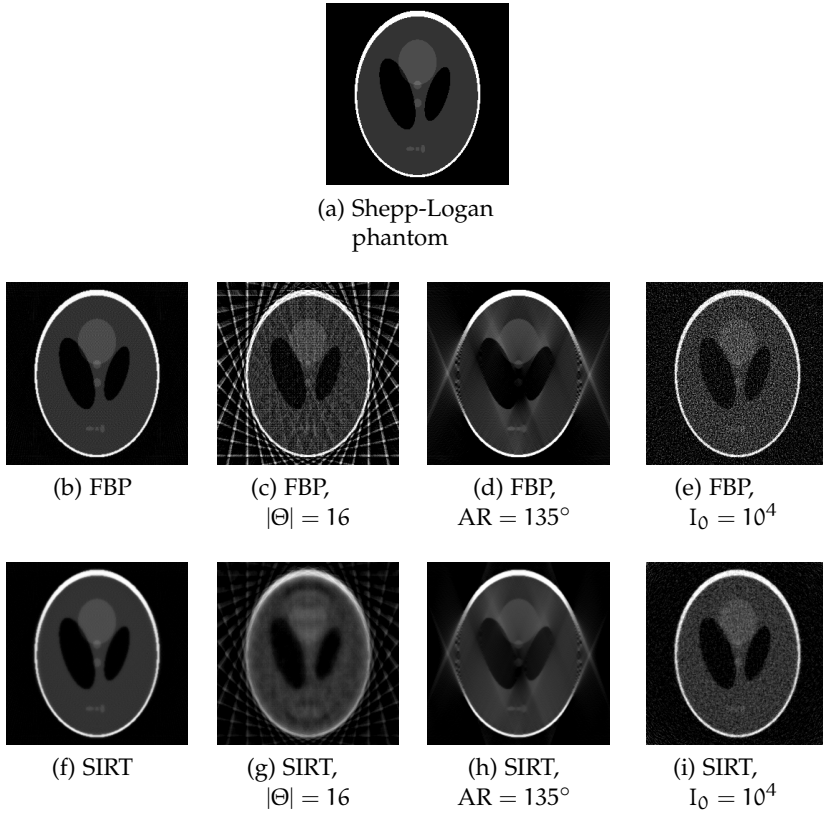 (a) Shepp-Logan
phantom
(b) FBP
(c) FBP,
|Θ| = 16
(d) FBP,
AR = 135°
(e) FBP,
I₀ = 10⁴
(f) SIRT
(g) SIRT,
|Θ| = 16
(h) SIRT,
AR = 135°
(i) SIRT,
I₀ = 10⁴